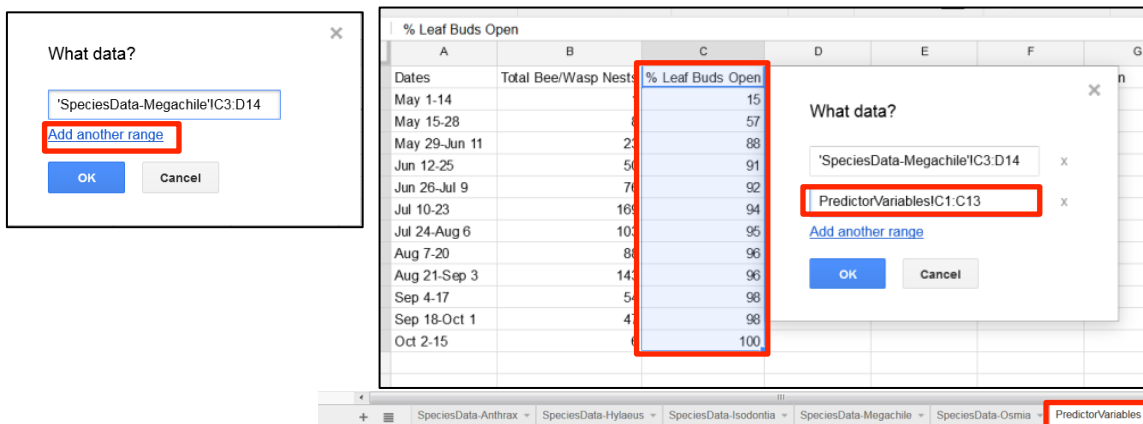 What data?
'SpeciesData-Megachile'!C3:D14
Add another range
OK Cancel
% Leaf Buds Open
A B C D E F G
Dates Total Bee/Wasp Nests % Leaf Buds Open
May 1-14 15
May 15-28 8 57
May 29-Jun 11 23 88
Jun 12-25 50 91
Jun 26-Jul 9 76 92
Jul 10-23 169 94
Jul 24-Aug 6 103 95
Aug 7-20 88 96
Aug 21-Sep 3 143 96
Sep 4-17 54 98
Sep 18-Oct 1 47 98
Oct 2-15 6 100
What data?
'SpeciesData-Megachile'!C3:D14 x
PredictorVariables!C1:C13 x
Add another range
OK Cancel
SpeciesData-Anthrax SpeciesData-Hylaeus SpeciesData-Isodontia SpeciesData-Megachile SpeciesData-Osmia PredictorVariables